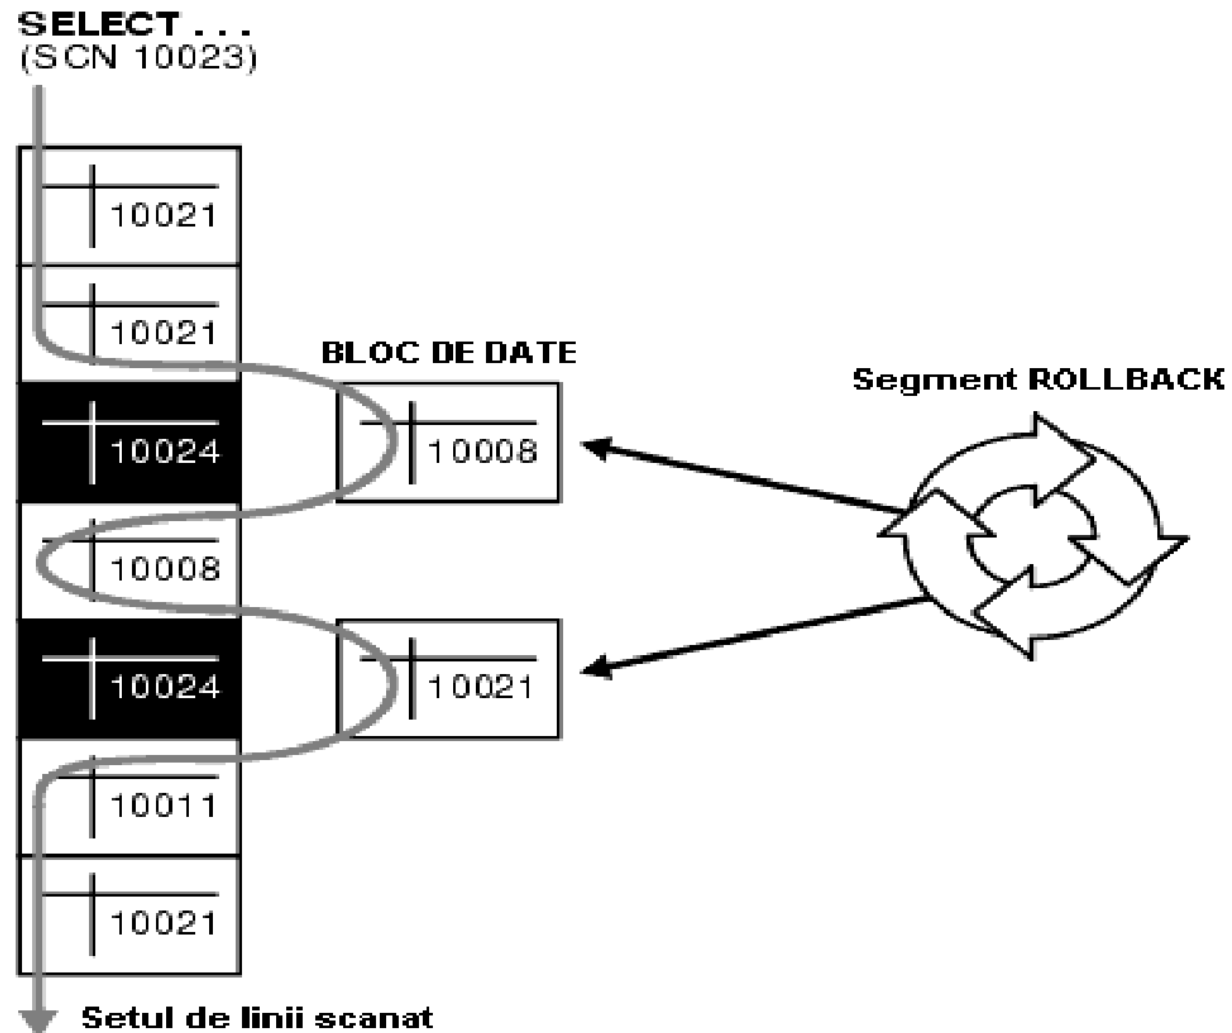 SELECT . . .
(SCN 10023)
10021
10021
BLOC DE DATE
Segment ROLLBACK
10024
10008
10008
10024
10021
10011
10021
Setul de linii scanat